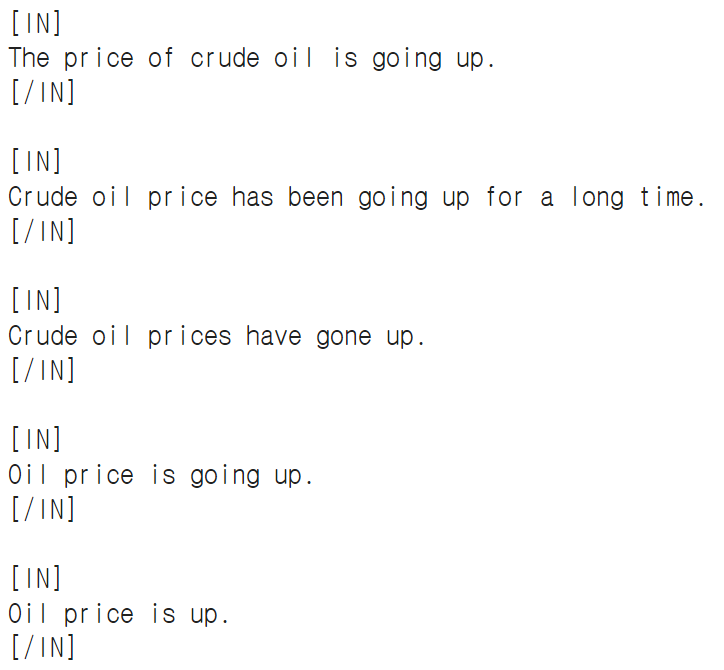 [IN]
The price of crude oil is going up.
[/IN]

[IN]
Crude oil price has been going up for a long time.
[/IN]

[IN]
Crude oil prices have gone up.
[/IN]

[IN]
Oil price is going up.
[/IN]

[IN]
Oil price is up.
[/IN]